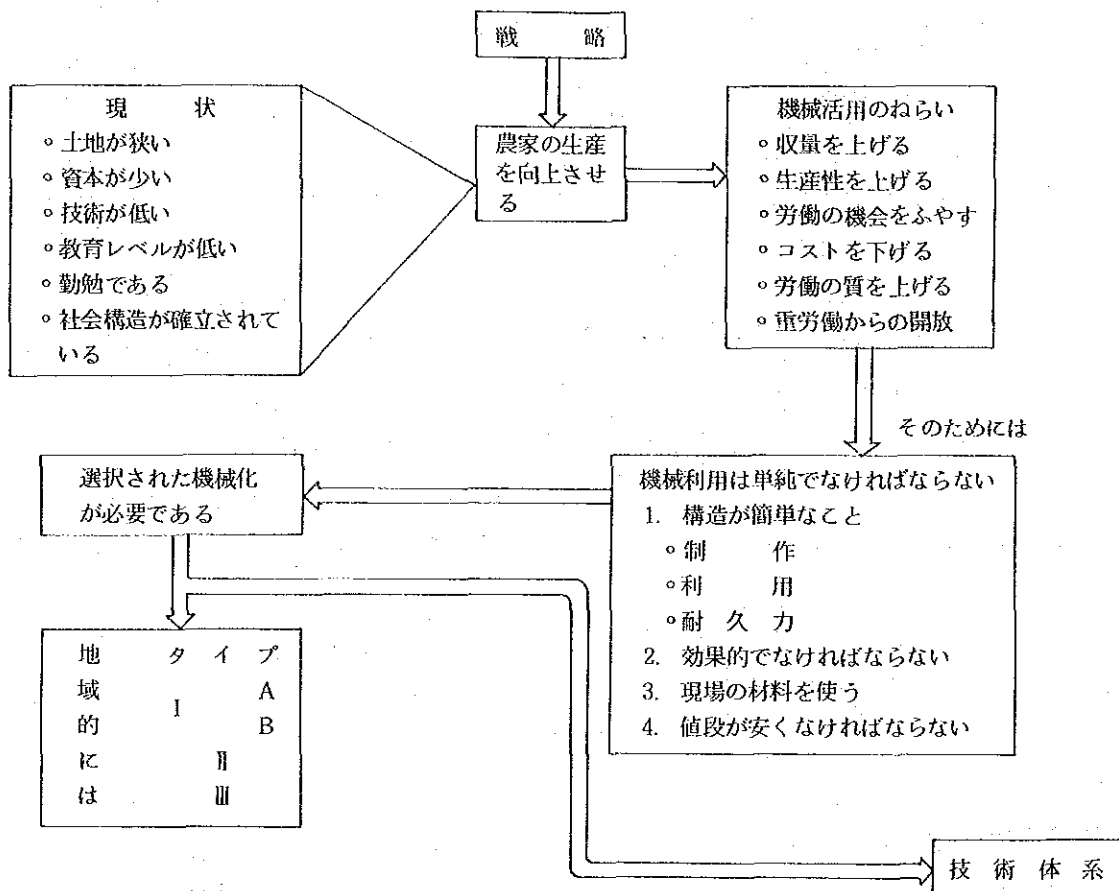 戦略
現状
◦土地が狭い
◦資本が少い
◦技術が低い
◦教育レベルが低い
◦勤勉である
◦社会構造が確立されて
いる
農家の生産
を向上させ
る
機械活用のねらい
◦収量を上げる
◦生産性を上げる
◦労働の機会をふやす
◦コストを下げる
◦労働の質を上げる
◦重労働からの開放
そのためには
機械利用は単純でなければならない
1. 構造が簡単なこと
◦制作
◦利用
◦耐久力
2. 効果的でなければならない
3. 現場の材料を使う
4. 値段が安くなければならない
選択された機械化
が必要である
地域的には
タイプ
I A
B
II
III
技術体系